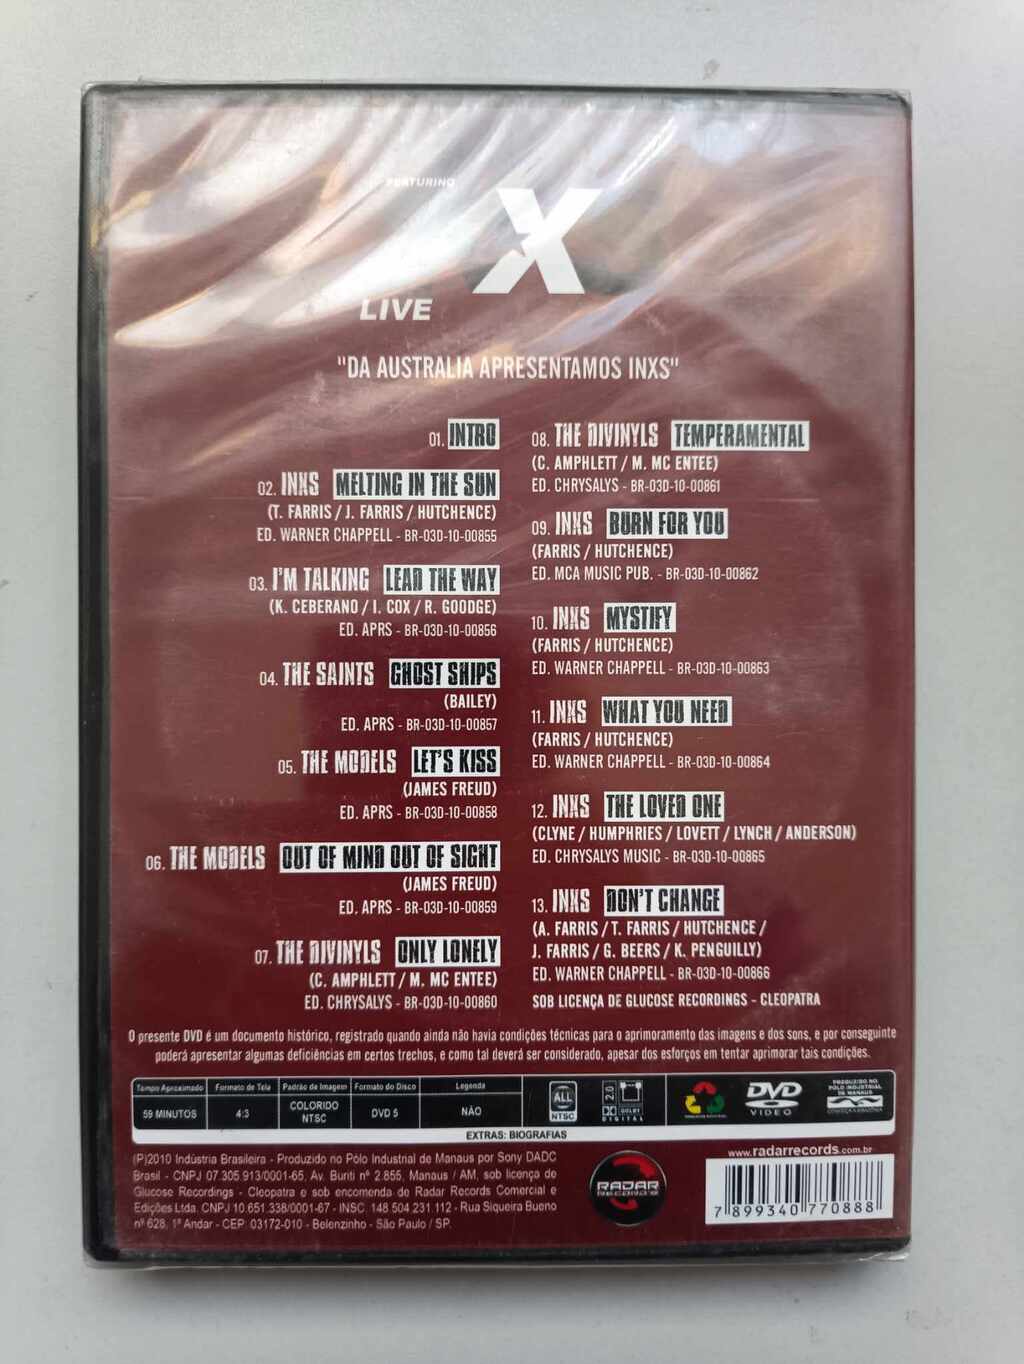 FEATURING
X
LIVE
"DA AUSTRALIA APRESENTAMOS INXS"
01. INTRO
02. INXS MELTING IN THE SUN
(T. FARRIS / J. FARRIS / HUTCHENCE)
ED. WARNER CHAPPELL - BR-03D-10-00855
03. I'M TALKING LEAD THE WAY
(K. CEBERANO / I. COX / R. GOODGE)
ED. APRS - BR-03D-10-00856
04. THE SAINTS GHOST SHIPS
(BAILEY)
ED. APRS - BR-03D-10-00857
05. THE MODELS LET'S KISS
(JAMES FREUD)
ED. APRS - BR-03D-10-00858
06. THE MODELS OUT OF MIND OUT OF SIGHT
(JAMES FREUD)
ED. APRS - BR-03D-10-00859
07. THE DIVINYLS ONLY LONELY
(C. AMPHLETT / M. MC ENTEE)
ED. CHRYSALYS - BR-03D-10-00860
08. THE DIVINYLS TEMPERAMENTAL
(C. AMPHLETT / M. MC ENTEE)
ED. CHRYSALYS - BR-03D-10-00861
09. INXS BURN FOR YOU
(FARRIS / HUTCHENCE)
ED. MCA MUSIC PUB. - BR-03D-10-00862
10. INXS MYSTIFY
(FARRIS / HUTCHENCE)
ED. WARNER CHAPPELL - BR-03D-10-00863
11. INXS WHAT YOU NEED
(FARRIS / HUTCHENCE)
ED. WARNER CHAPPELL - BR-03D-10-00864
12. INXS THE LOVED ONE
(CLYNE / HUMPHRIES / LOVETT / LYNCH / ANDERSON)
ED. CHRYSALYS MUSIC - BR-03D-10-00865
13. INXS DON'T CHANGE
(A. FARRIS / T. FARRIS / HUTCHENCE /
J. FARRIS / G. BEERS / K. PENGUILLY)
ED. WARNER CHAPPELL - BR-03D-10-00866
SOB LICENÇA DE GLUCOSE RECORDINGS - CLEOPATRA
O presente DVD é um documento histórico, registrado quando ainda não havia condições técnicas para o aprimoramento das imagens e dos sons, e por conseguinte
poderá apresentar algumas deficiências em certos trechos, e como tal deverá ser considerado, apesar dos esforços em tentar aprimorar tais condições.
Tempo Aproximado Formato de Tela Padrão de Imagem Formato do Disco Legenda
59 MINUTOS 4:3 COLORIDO NTSC DVD 5 NÃO
ALL NTSC
2.0 DOLBY DIGITAL
DVD VIDEO
PRODUZIDO NO
PÓLO INDUSTRIAL
DE MANAUS
CONHEÇA A AMAZÔNIA
EXTRAS: BIOGRAFIAS
(P)2010 Indústria Brasileira - Produzido no Pólo Industrial de Manaus por Sony DADC
Brasil - CNPJ 07.305.913/0001-65, Av. Buriti nº 2.855, Manaus / AM, sob licença de
Glucose Recordings - Cleopatra e sob encomenda de Radar Records Comercial e
Edições Ltda. CNPJ 10.651.338/0001-67 - INSC. 148 504 231 112 - Rua Siqueira Bueno
nº 628, 1º Andar - CEP: 03172-010 - Belenzinho - São Paulo / SP.
RADAR
RECORDS
www.radarrecords.com.br
7 899340 770888